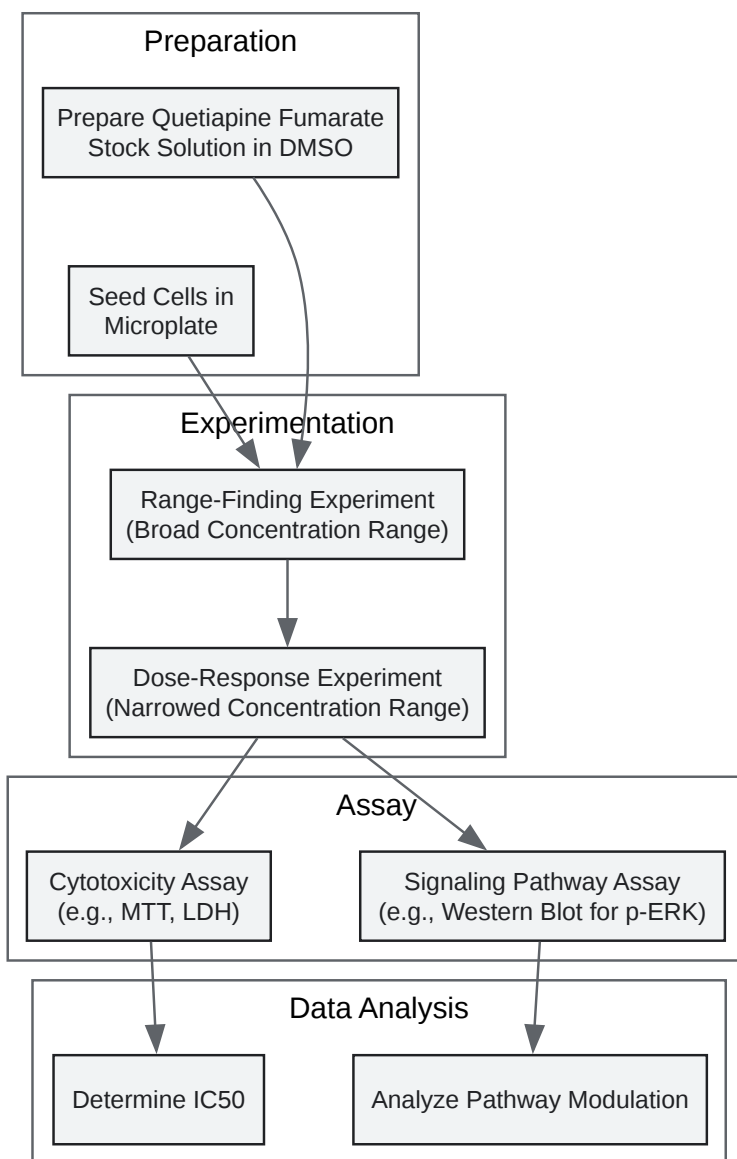 Preparation
Prepare Quetiapine Fumarate
Stock Solution in DMSO
Seed Cells in
Microplate
Experimentation
Range-Finding Experiment
(Broad Concentration Range)
Dose-Response Experiment
(Narrowed Concentration Range)
Assay
Cytotoxicity Assay
(e.g., MTT, LDH)
Signaling Pathway Assay
(e.g., Western Blot for p-ERK)
Data Analysis
Determine IC50
Analyze Pathway Modulation